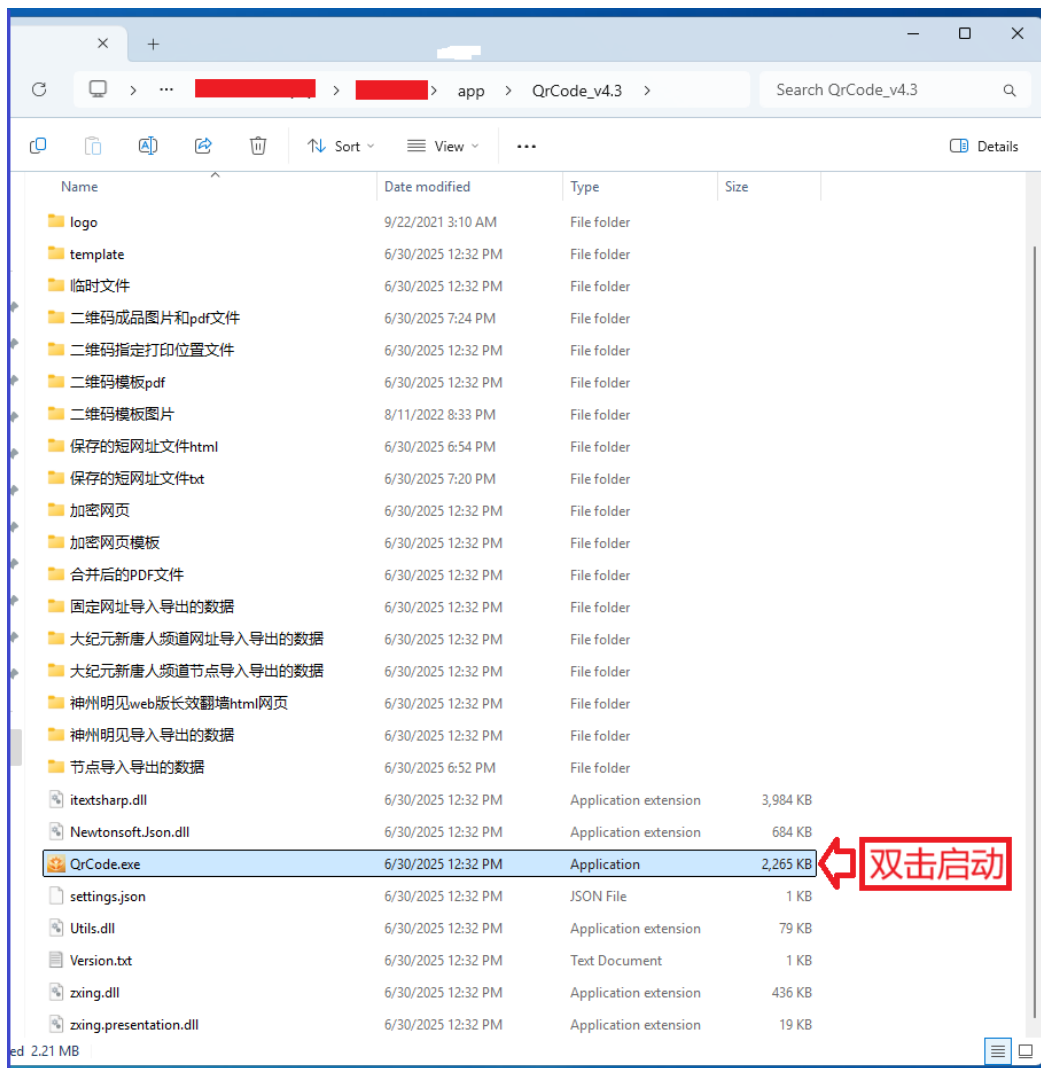 app > QrCode_v4.3 >
Search QrCode_v4.3
Sort
View
Details
Name Date modified Type Size
logo 9/22/2021 3:10 AM File folder
template 6/30/2025 12:32 PM File folder
临时文件 6/30/2025 12:32 PM File folder
二维码成品图片和pdf文件 6/30/2025 7:24 PM File folder
二维码指定打印位置文件 6/30/2025 12:32 PM File folder
二维码模板pdf 6/30/2025 12:32 PM File folder
二维码模板图片 8/11/2022 8:33 PM File folder
保存的短网址文件html 6/30/2025 6:54 PM File folder
保存的短网址文件txt 6/30/2025 7:20 PM File folder
加密网页 6/30/2025 12:32 PM File folder
加密网页模板 6/30/2025 12:32 PM File folder
合并后的PDF文件 6/30/2025 12:32 PM File folder
固定网址导入导出的数据 6/30/2025 12:32 PM File folder
大纪元新唐人频道网址导入导出的数据 6/30/2025 12:32 PM File folder
大纪元新唐人频道节点导入导出的数据 6/30/2025 12:32 PM File folder
神州明见web版长效翻墙html网页 6/30/2025 12:32 PM File folder
神州明见导入导出的数据 6/30/2025 12:32 PM File folder
节点导入导出的数据 6/30/2025 6:52 PM File folder
itextsharp.dll 6/30/2025 12:32 PM Application extension 3,984 KB
Newtonsoft.Json.dll 6/30/2025 12:32 PM Application extension 684 KB
QrCode.exe 6/30/2025 12:32 PM Application 2,265 KB 双击启动
settings.json 6/30/2025 12:32 PM JSON File 1 KB
Utils.dll 6/30/2025 12:32 PM Application extension 79 KB
Version.txt 6/30/2025 12:32 PM Text Document 1 KB
zxing.dll 6/30/2025 12:32 PM Application extension 436 KB
zxing.presentation.dll 6/30/2025 12:32 PM Application extension 19 KB
ed 2.21 MB